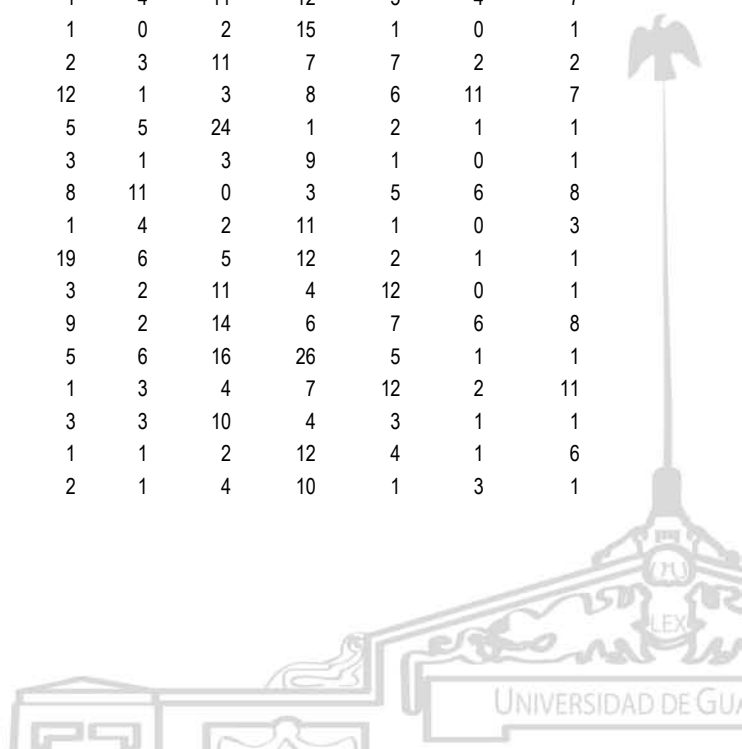 1 0 2 15 1 0 1
2 3 11 7 7 2 2
12 1 3 8 6 11 7
5 5 24 1 2 1 1
3 1 3 9 1 0 1
8 11 0 3 5 6 8
1 4 2 11 1 0 3
19 6 5 12 2 1 1
3 2 11 4 12 0 1
9 2 14 6 7 6 8
5 6 16 26 5 1 1
1 3 4 7 12 2 11
3 3 10 4 3 1 1
1 1 2 12 4 1 6
2 1 4 10 1 3 1
LEX
UNIVERSIDAD DE GUA